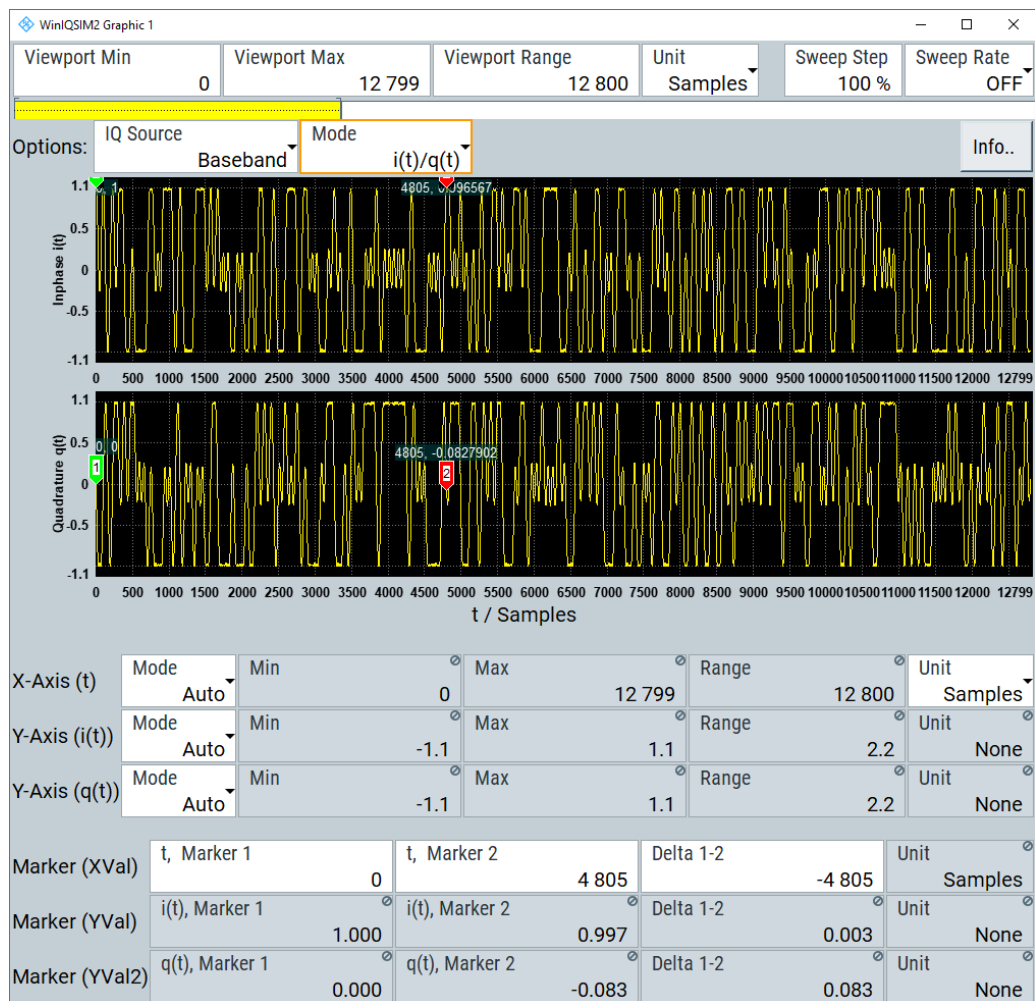 WinIQSIM2 Graphic 1
Viewport Min Viewport Max Viewport Range Unit Sweep Step Sweep Rate
0 12 799 12 800 Samples 100 % OFF
Options: IQ Source Baseband Mode i(t)/q(t) Info..
Inphase i(t)
1.1
0.5
0
-0.5
-1.1
0, 1
4805, 0.996567
0 500 1000 1500 2000 2500 3000 3500 4000 4500 5000 5500 6000 6500 7000 7500 8000 8500 9000 9500 10000 10500 11000 11500 12000 12799
Quadrature q(t)
1.1
0.5
0
-0.5
-1.1
0, 0
1
4805, -0.0827902
2
0 500 1000 1500 2000 2500 3000 3500 4000 4500 5000 5500 6000 6500 7000 7500 8000 8500 9000 9500 10000 10500 11000 11500 12000 12799
t / Samples
X-Axis (t) Mode Auto Min 0 Max 12 799 Range 12 800 Unit Samples
Y-Axis (i(t)) Mode Auto Min -1.1 Max 1.1 Range 2.2 Unit None
Y-Axis (q(t)) Mode Auto Min -1.1 Max 1.1 Range 2.2 Unit None
Marker (XVal) t, Marker 1 0 t, Marker 2 4 805 Delta 1-2 -4 805 Unit Samples
Marker (YVal) i(t), Marker 1 1.000 i(t), Marker 2 0.997 Delta 1-2 0.003 Unit None
Marker (YVal2) q(t), Marker 1 0.000 q(t), Marker 2 -0.083 Delta 1-2 0.083 Unit None